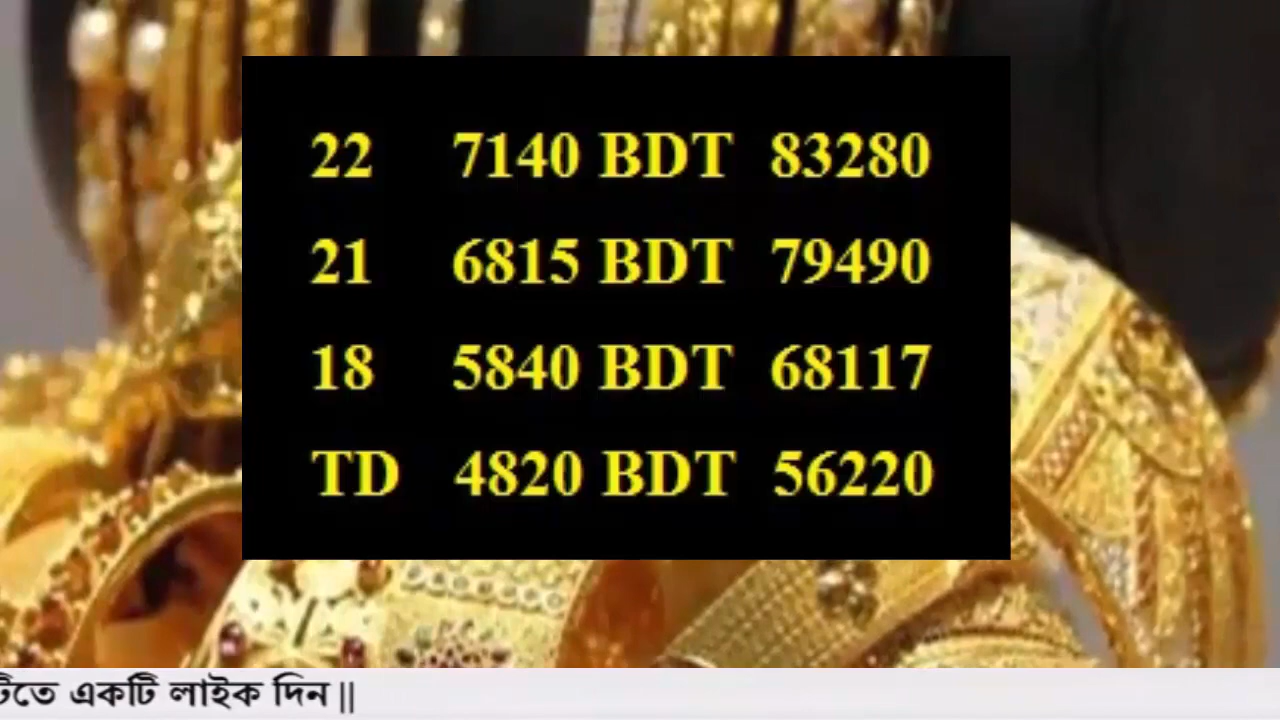 22 7140 BDT 83280
21 6815 BDT 79490
18 5840 BDT 68117
TD 4820 BDT 56220
একটি লাইক দিন ||